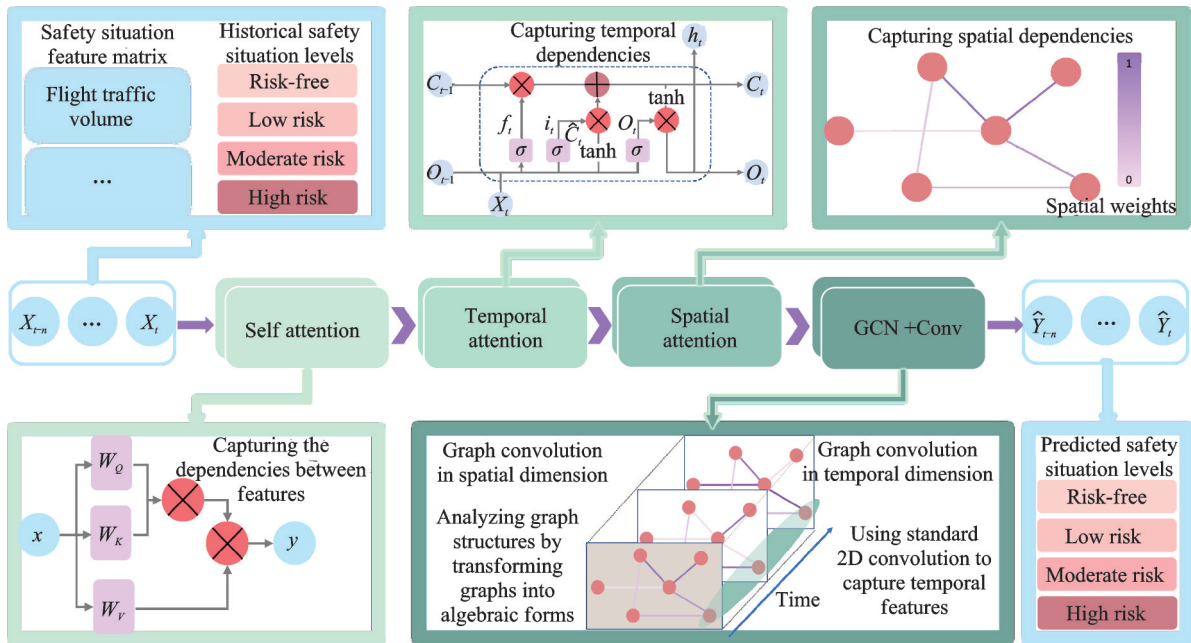 Safety situation
feature matrix
Flight traffic
volume
...
Historical safety
situation levels
Risk-free
Low risk
Moderate risk
High risk
Capturing temporal
dependencies
h_t
C_{t-1}
C_t
tanh
f_t
i_t
Ĉ_t
O_t
σ
σ
tanh
σ
O_{t-1}
O_t
X_t
Capturing spatial dependencies
1
0
Spatial weights
X_{t-n}
...
X_t
Self attention
Temporal
attention
Spatial
attention
GCN +Conv
Ŷ_{t-n}
...
Ŷ_t
Capturing the
dependencies between
features
x
W_Q
W_K
W_V
y
Graph convolution
in spatial dimension
Analyzing graph
structures by
transforming
graphs into
algebraic forms
Graph convolution
in temporal dimension
Using standard
2D convolution to
capture temporal
features
Time
Predicted safety
situation levels
Risk-free
Low risk
Moderate risk
High risk